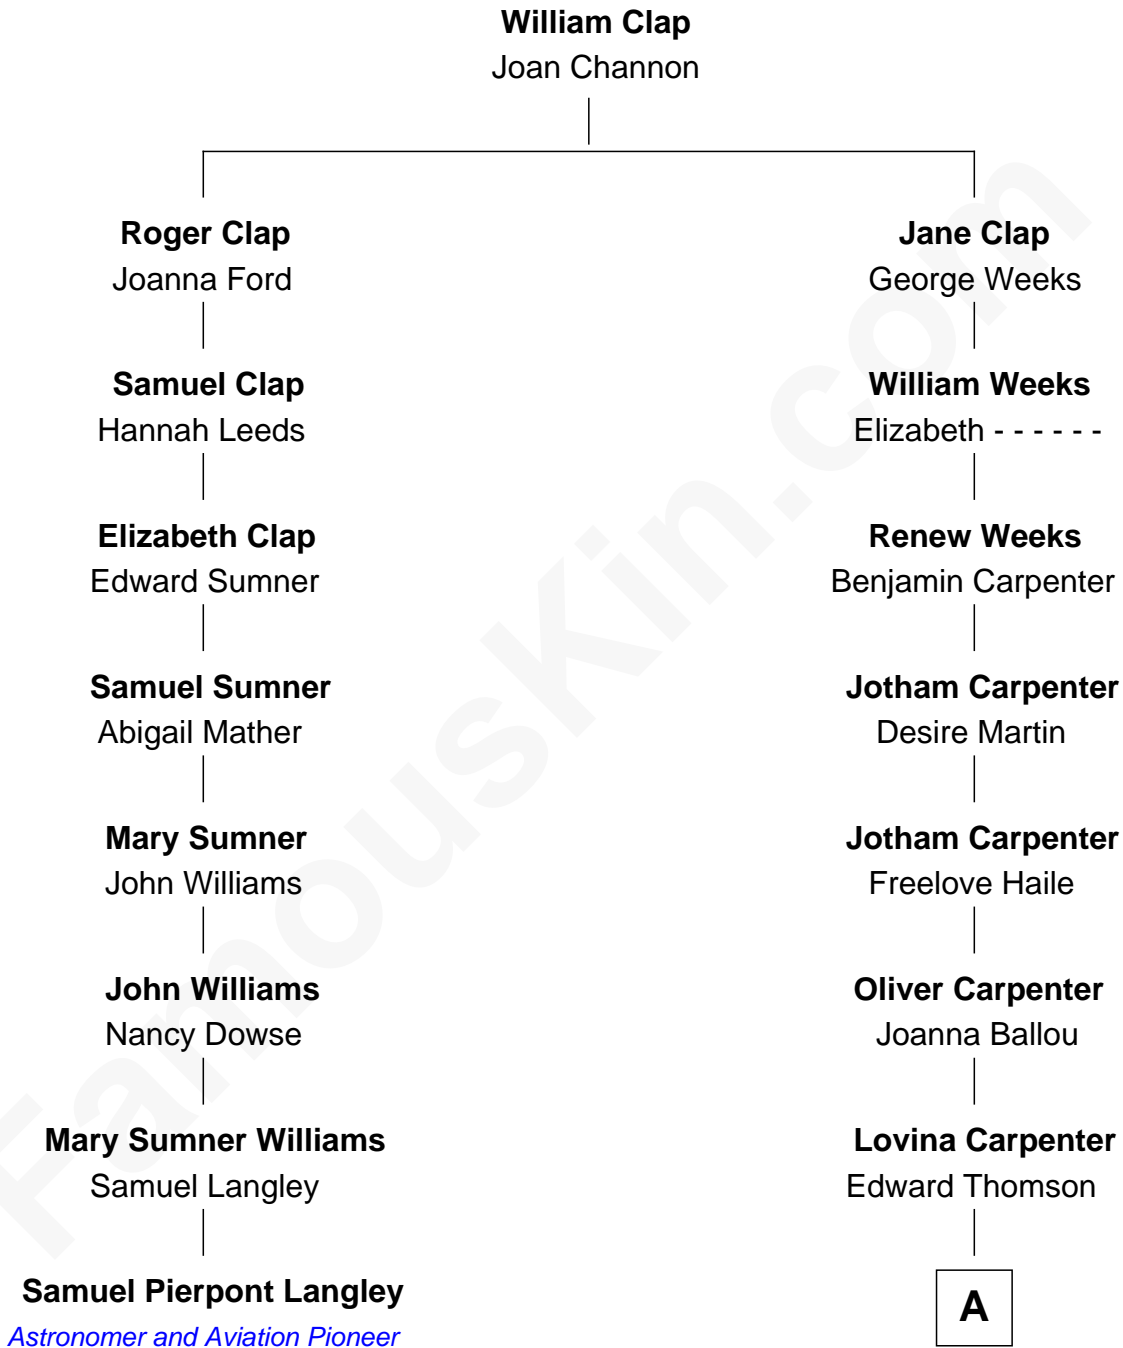 William Clap
Joan Channon
Roger Clap
Joanna Ford
Jane Clap
George Weeks
Samuel Clap
Hannah Leeds
William Weeks
Elizabeth - - - - - -
Elizabeth Clap
Edward Sumner
Renew Weeks
Benjamin Carpenter
Samuel Sumner
Abigail Mather
Jotham Carpenter
Desire Martin
Mary Sumner
John Williams
Jotham Carpenter
Freelove Haile
John Williams
Nancy Dowse
Oliver Carpenter
Joanna Ballou
Mary Sumner Williams
Samuel Langley
Lovina Carpenter
Edward Thomson
Samuel Pierpont Langley
Astronomer and Aviation Pioneer
A
FamousKin.com